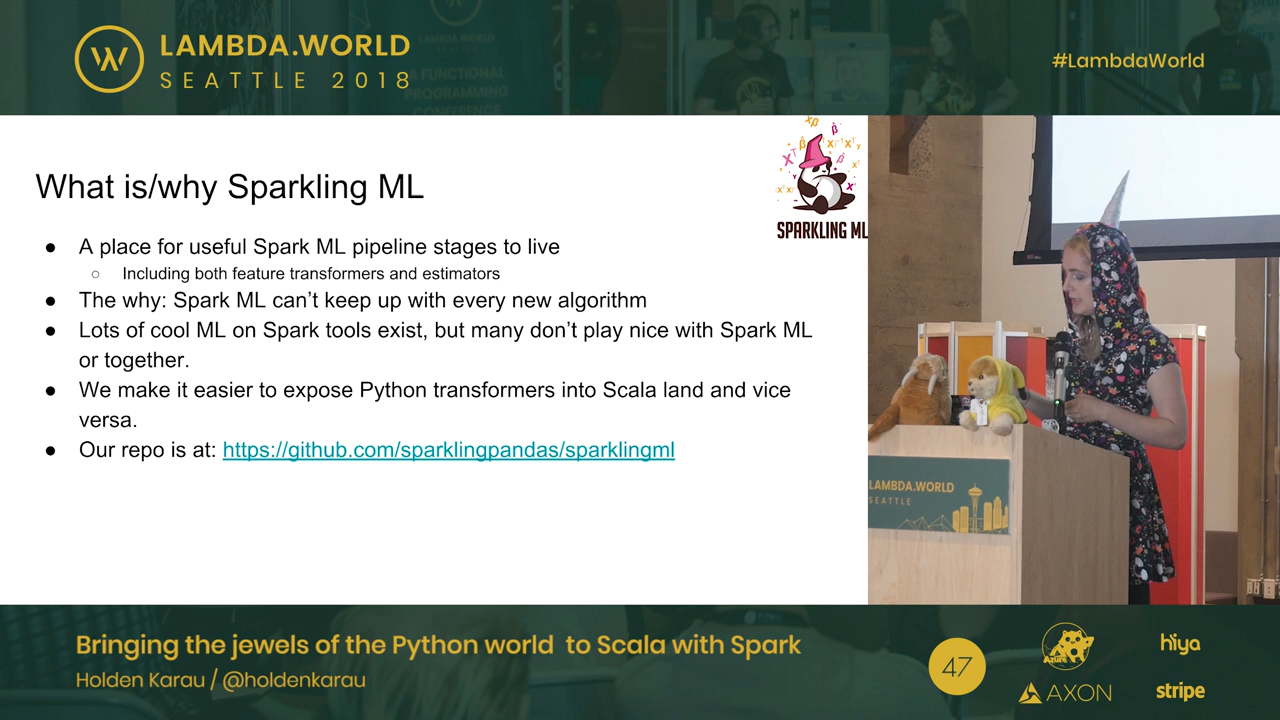 LAMBDA.WORLD
SEATTLE 2018
#LambdaWorld
A FUNCTIONAL
PROGRAMMING
CONFERENCE
What is/why Sparkling ML
SPARKLING ML
● A place for useful Spark ML pipeline stages to live
○ Including both feature transformers and estimators
● The why: Spark ML can’t keep up with every new algorithm
● Lots of cool ML on Spark tools exist, but many don’t play nice with Spark ML
or together.
● We make it easier to expose Python transformers into Scala land and vice
versa.
● Our repo is at: https://github.com/sparklingpandas/sparklingml
LAMBDA.WORLD
SEATTLE
Bringing the jewels of the Python world to Scala with Spark
Holden Karau / @holdenkarau
47
Azure
hiya
AXON
stripe